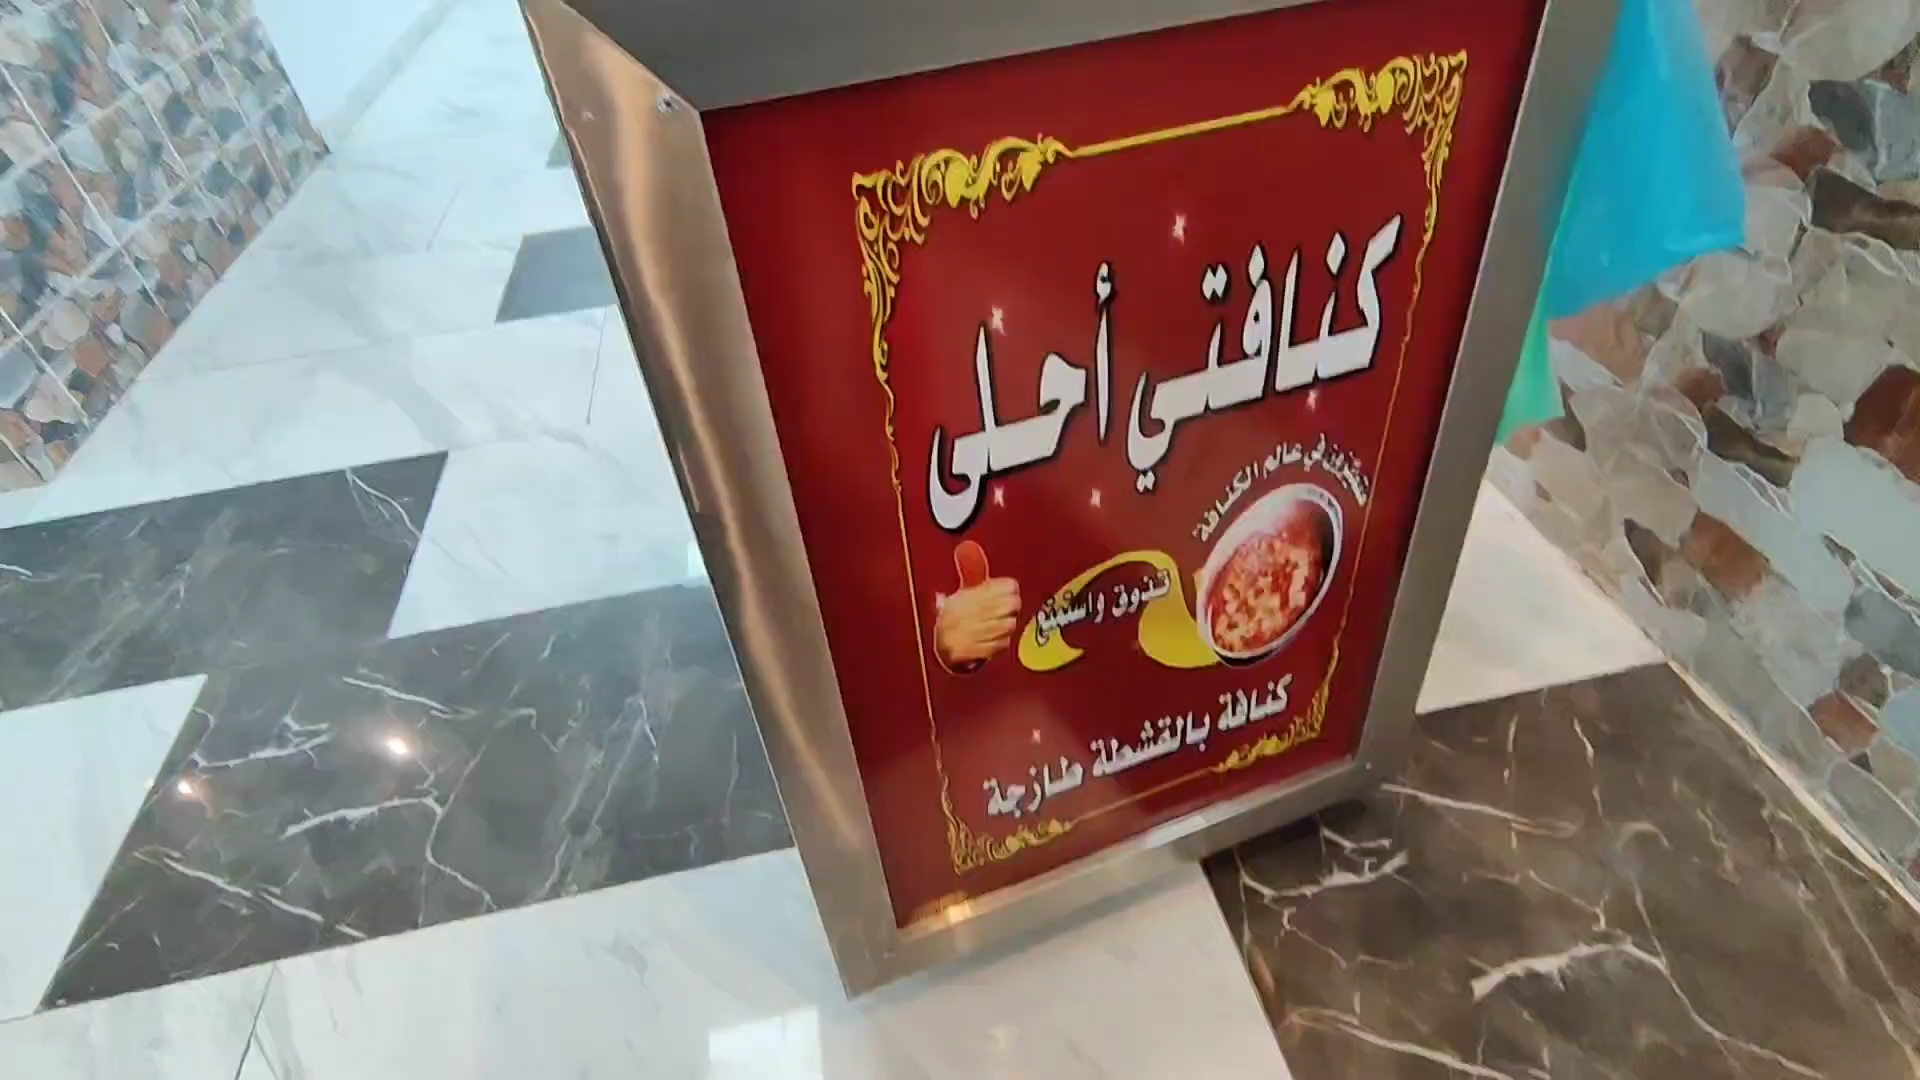 كنافتي أحلى
متميزون في عالم الكنافة
تذوق واستمتع
كنافة بالقشطة طازجة